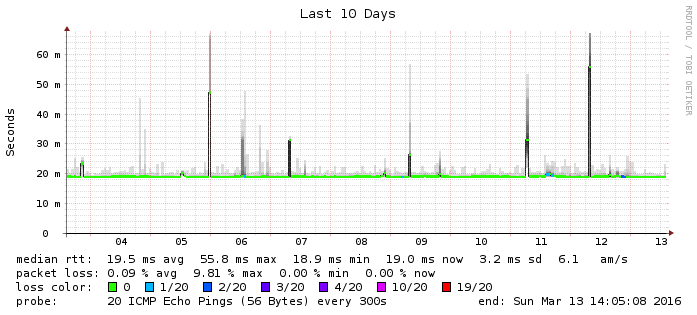 Last 10 Days
RRDTOOL / TOBI OETIKER
Seconds
60 m
50 m
40 m
30 m
20 m
10 m
0
04 05 06 07 08 09 10 11 12 13
median rtt: 19.5 ms avg 55.8 ms max 18.9 ms min 19.0 ms now 3.2 ms sd 6.1 am/s
packet loss: 0.09 % avg 9.81 % max 0.00 % min 0.00 % now
loss color: 0 1/20 2/20 3/20 4/20 10/20 19/20
probe: 20 ICMP Echo Pings (56 Bytes) every 300s end: Sun Mar 13 14:05:08 2016